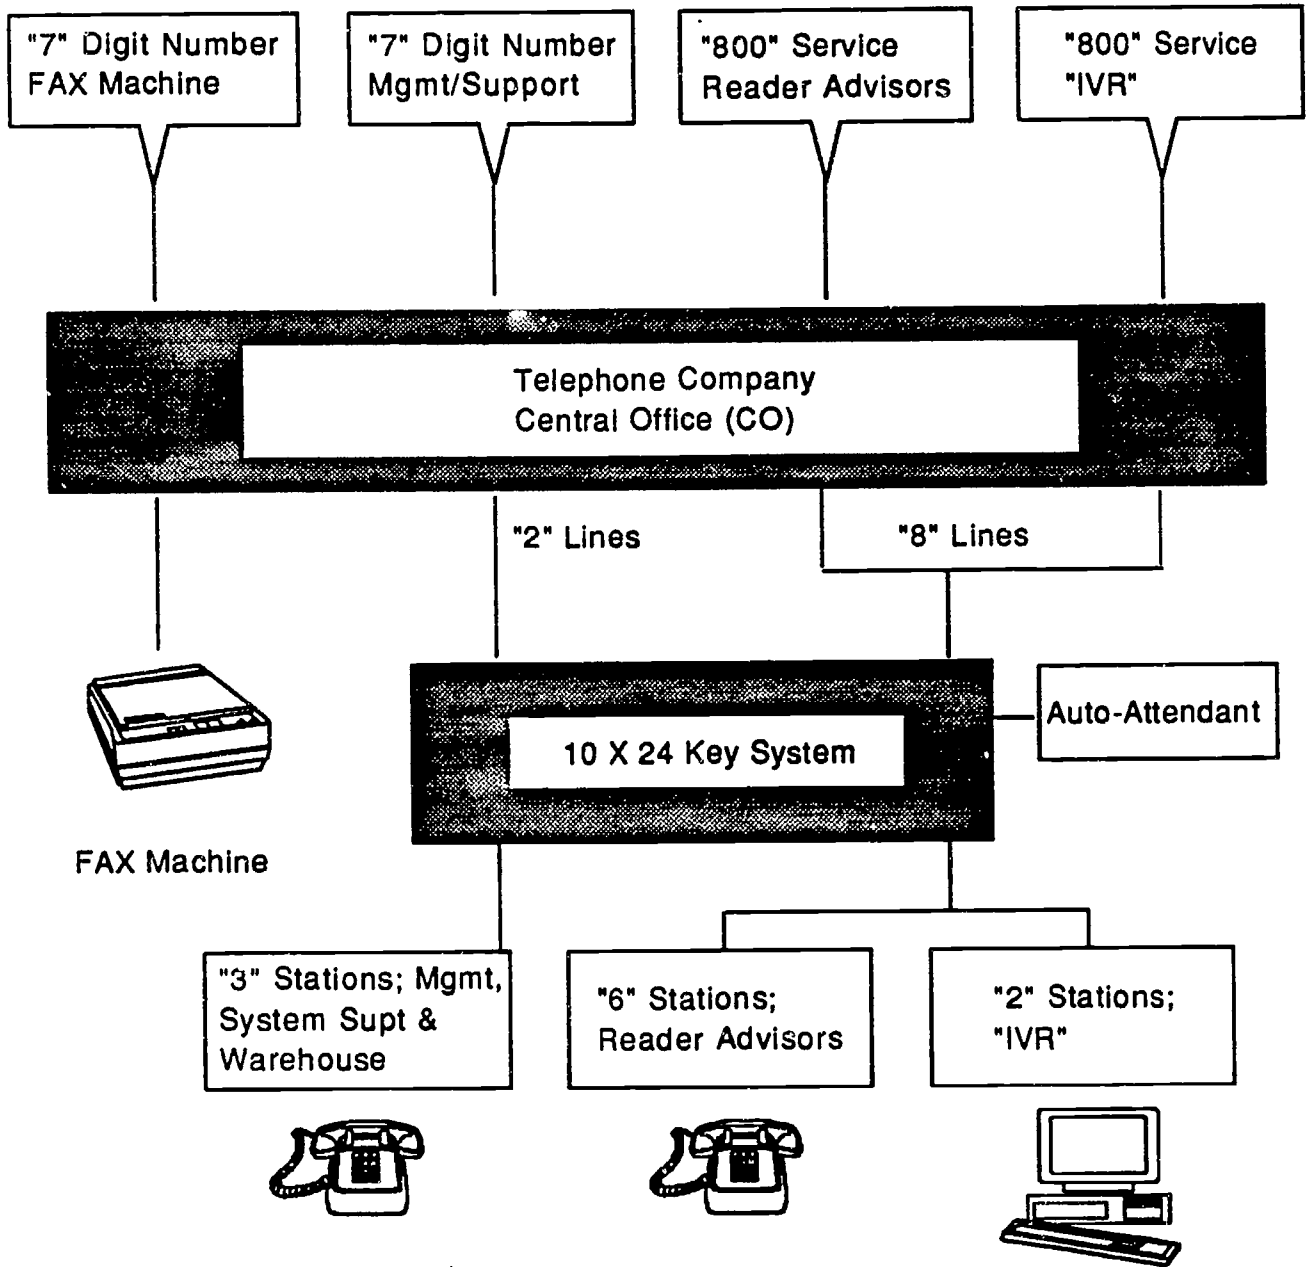 "7" Digit Number
FAX Machine
"7" Digit Number
Mgmt/Support
"800" Service
Reader Advisors
"800" Service
"IVR"
Telephone Company
Central Office (CO)
"2" Lines
"8" Lines
Auto-Attendant
10 X 24 Key System
FAX Machine
"3" Stations; Mgmt,
System Supt &
Warehouse
"6" Stations;
Reader Advisors
"2" Stations;
"IVR"